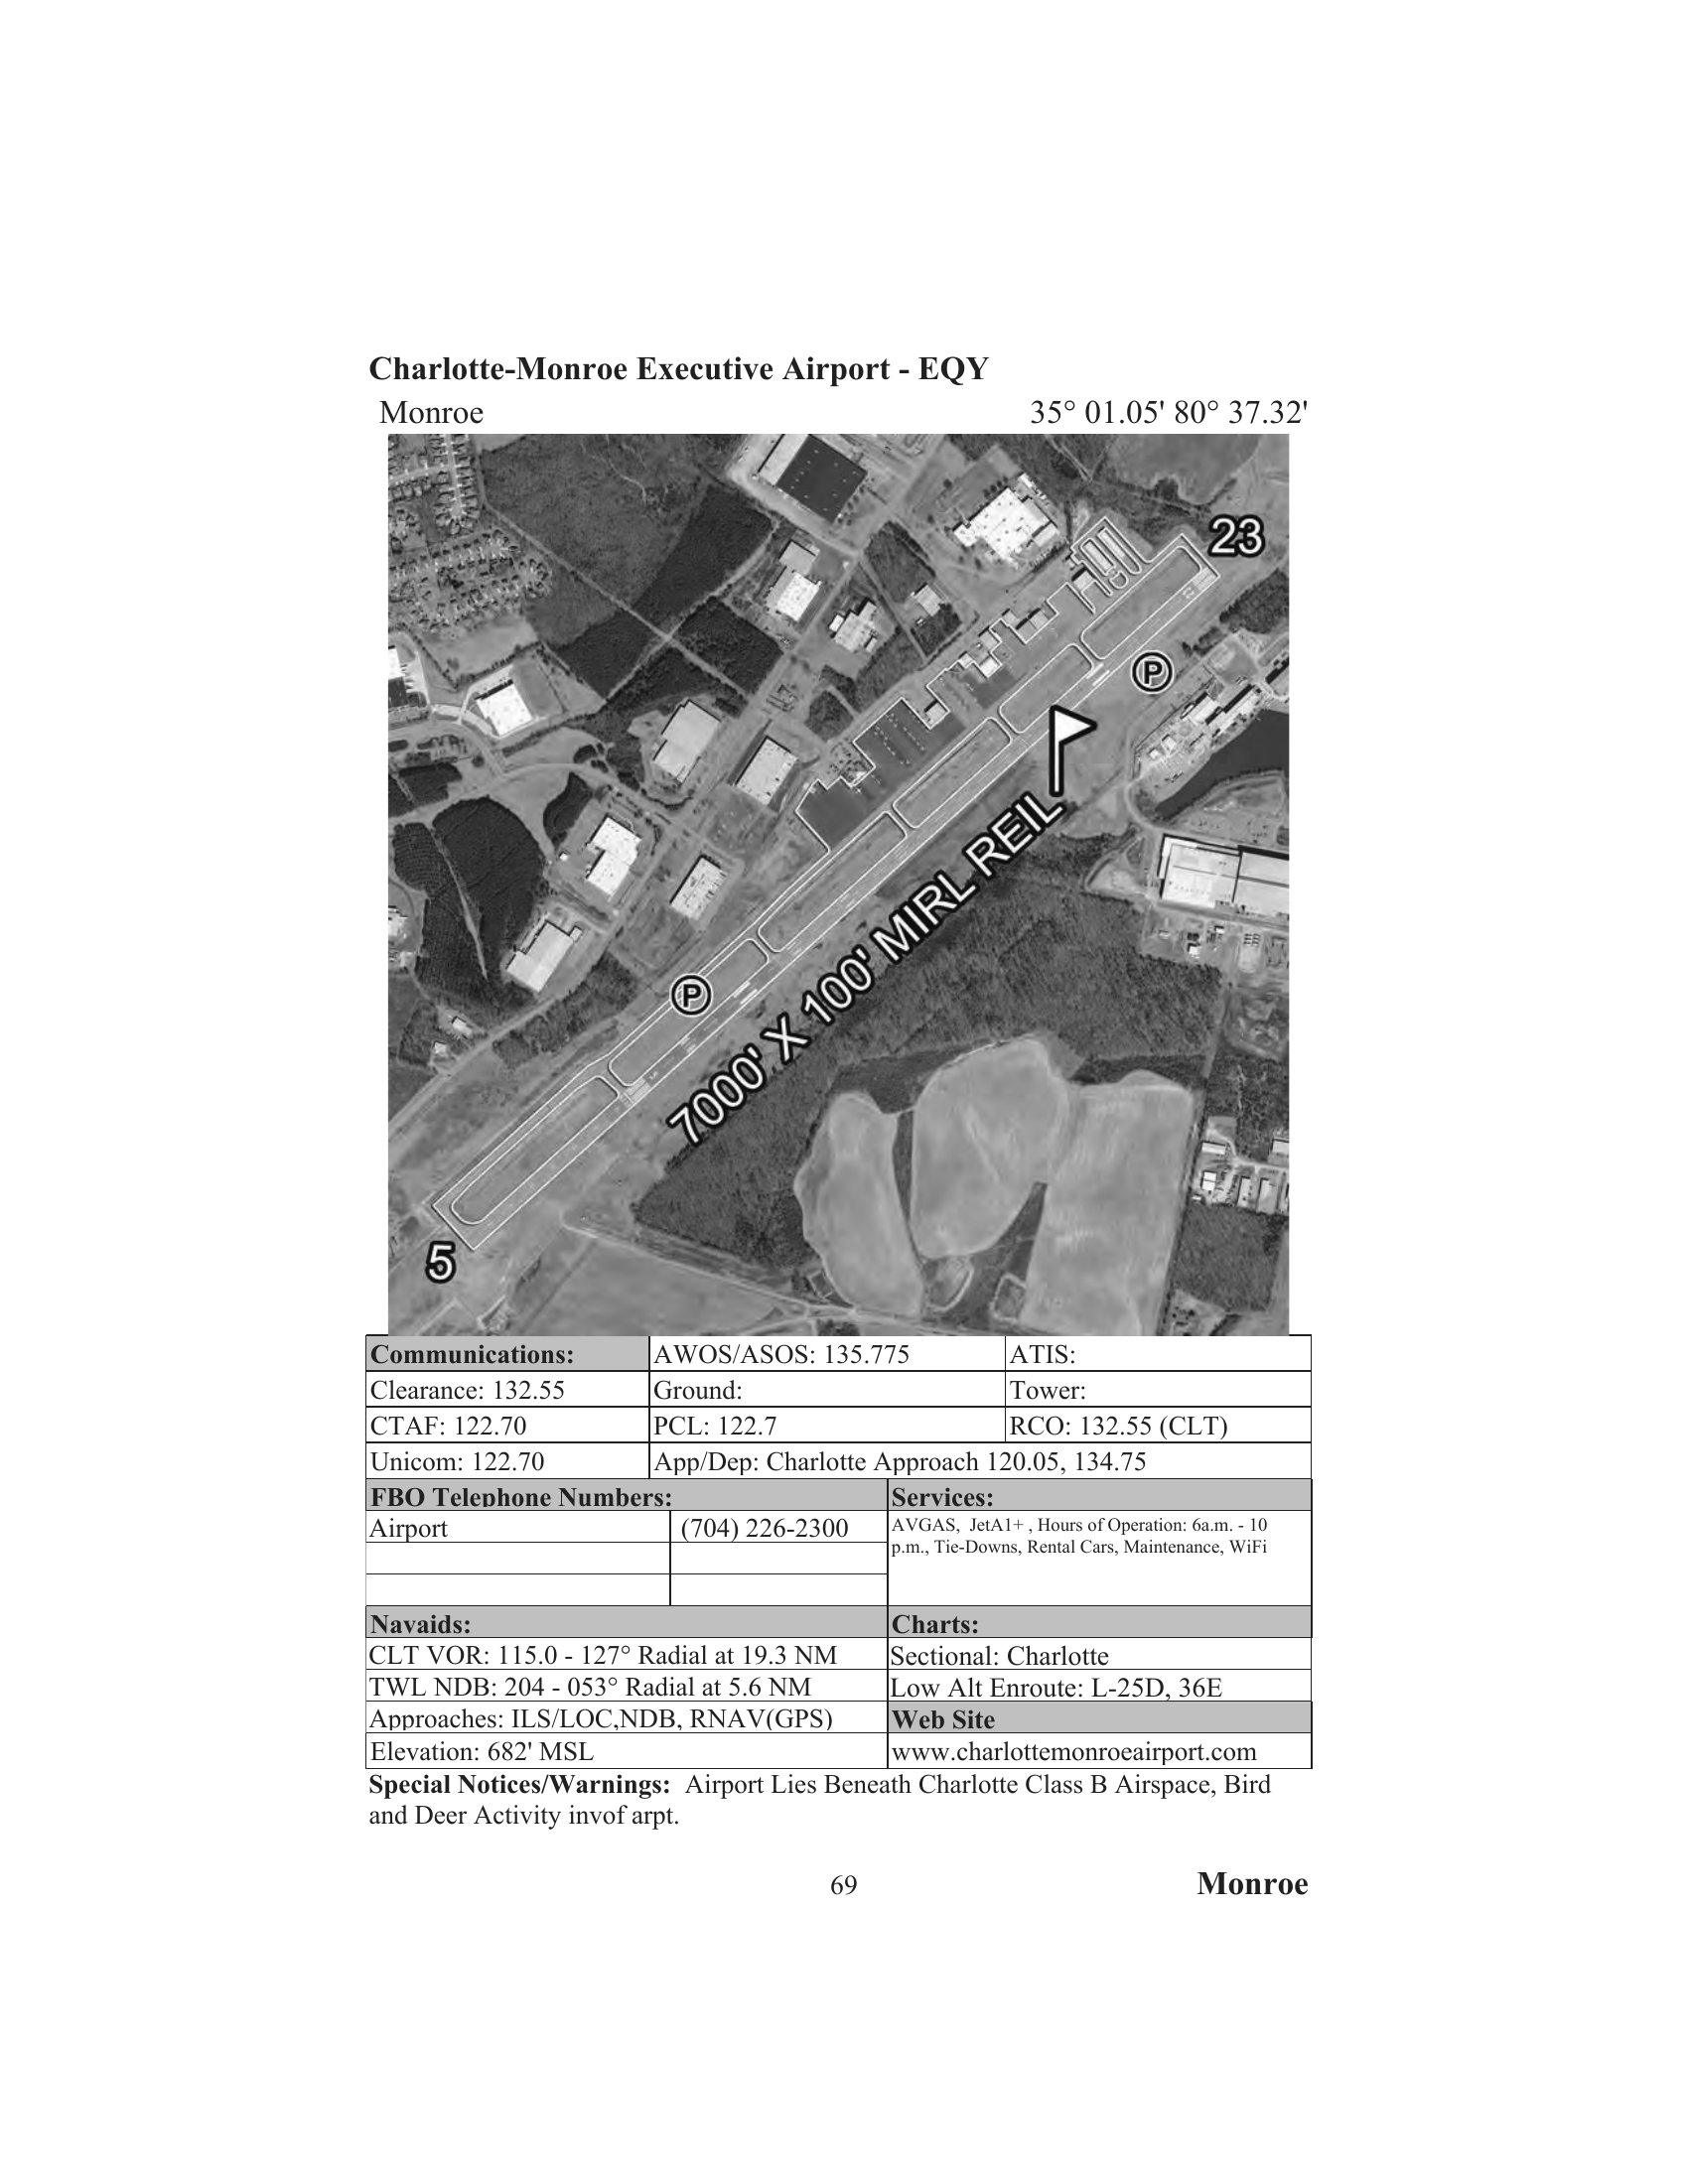 Charlotte-Monroe Executive Airport - EQY
Monroe 35° 01.05' 80° 37.32'
23
P
7000' X 100' MIRL REIL
P
5
Communications: AWOS/ASOS: 135.775 ATIS:
Clearance: 132.55 Ground: Tower:
CTAF: 122.70 PCL: 122.7 RCO: 132.55 (CLT)
Unicom: 122.70 App/Dep: Charlotte Approach 120.05, 134.75
FBO Telephone Numbers: Services:
Airport (704) 226-2300 AVGAS, JetA1+ , Hours of Operation: 6a.m. - 10
p.m., Tie-Downs, Rental Cars, Maintenance, WiFi
Navaids: Charts:
CLT VOR: 115.0 - 127° Radial at 19.3 NM Sectional: Charlotte
TWL NDB: 204 - 053° Radial at 5.6 NM Low Alt Enroute: L-25D, 36E
Approaches: ILS/LOC,NDB, RNAV(GPS) Web Site
Elevation: 682' MSL www.charlottemonroeairport.com
Special Notices/Warnings: Airport Lies Beneath Charlotte Class B Airspace, Bird
and Deer Activity invof arpt.
69 Monroe